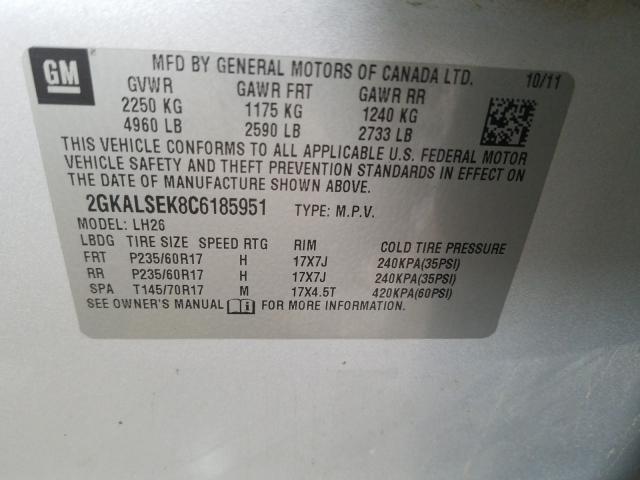 GM
MFD BY GENERAL MOTORS OF CANADA LTD. 10/11
GVWR GAWR FRT GAWR RR
2250 KG 1175 KG 1240 KG
4960 LB 2590 LB 2733 LB
THIS VEHICLE CONFORMS TO ALL APPLICABLE U.S. FEDERAL MOTOR
VEHICLE SAFETY AND THEFT PREVENTION STANDARDS IN EFFECT ON
THE DATE OF MANUFACTURE SHOWN ABOVE.
2GKALSEK8C6185951 TYPE: M.P.V.
MODEL: LH26
LBDG TIRE SIZE SPEED RTG RIM COLD TIRE PRESSURE
FRT P235/60R17 H 17X7J 240KPA(35PSI)
RR P235/60R17 H 17X7J 240KPA(35PSI)
SPA T145/70R17 M 17X4.5T 420KPA(60PSI)
SEE OWNER'S MANUAL FOR MORE INFORMATION.